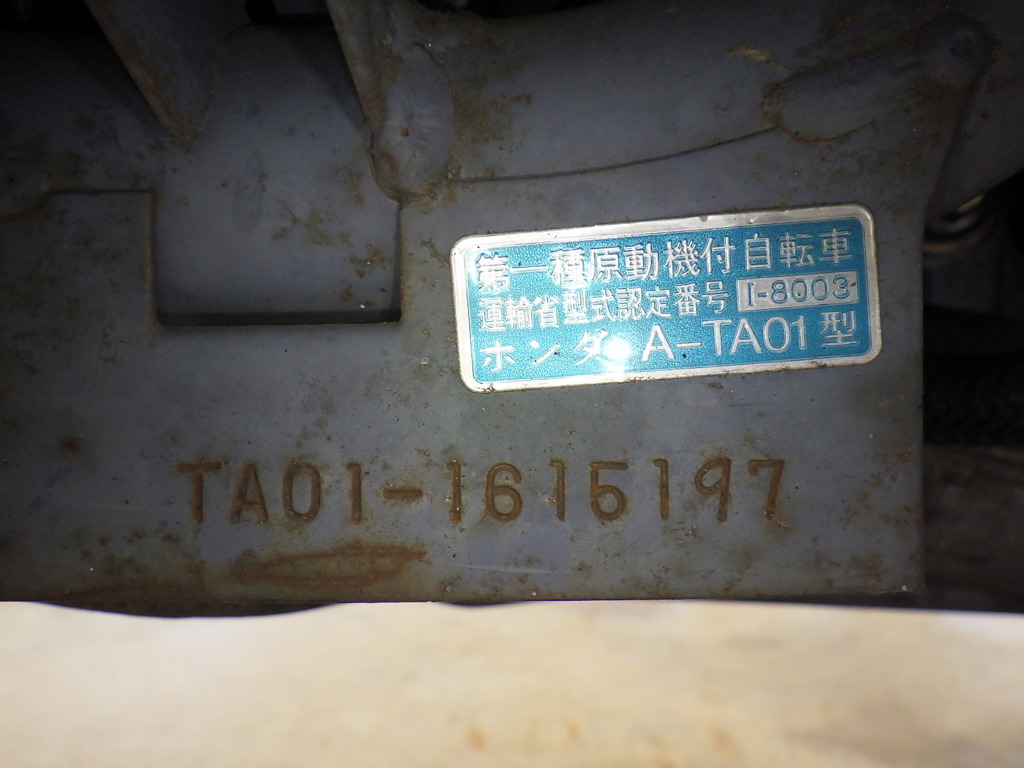 第一種原動機付自転車
運輸省型式認定番号 I-8003
ホンダ A-TA01型
TA01-1615197